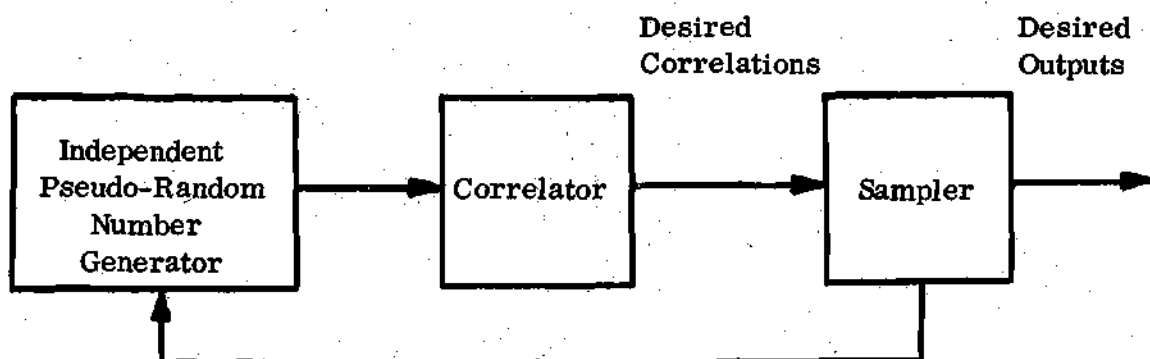 Desired
Correlations
Desired
Outputs
Independent
Pseudo-Random
Number
Generator
Correlator
Sampler